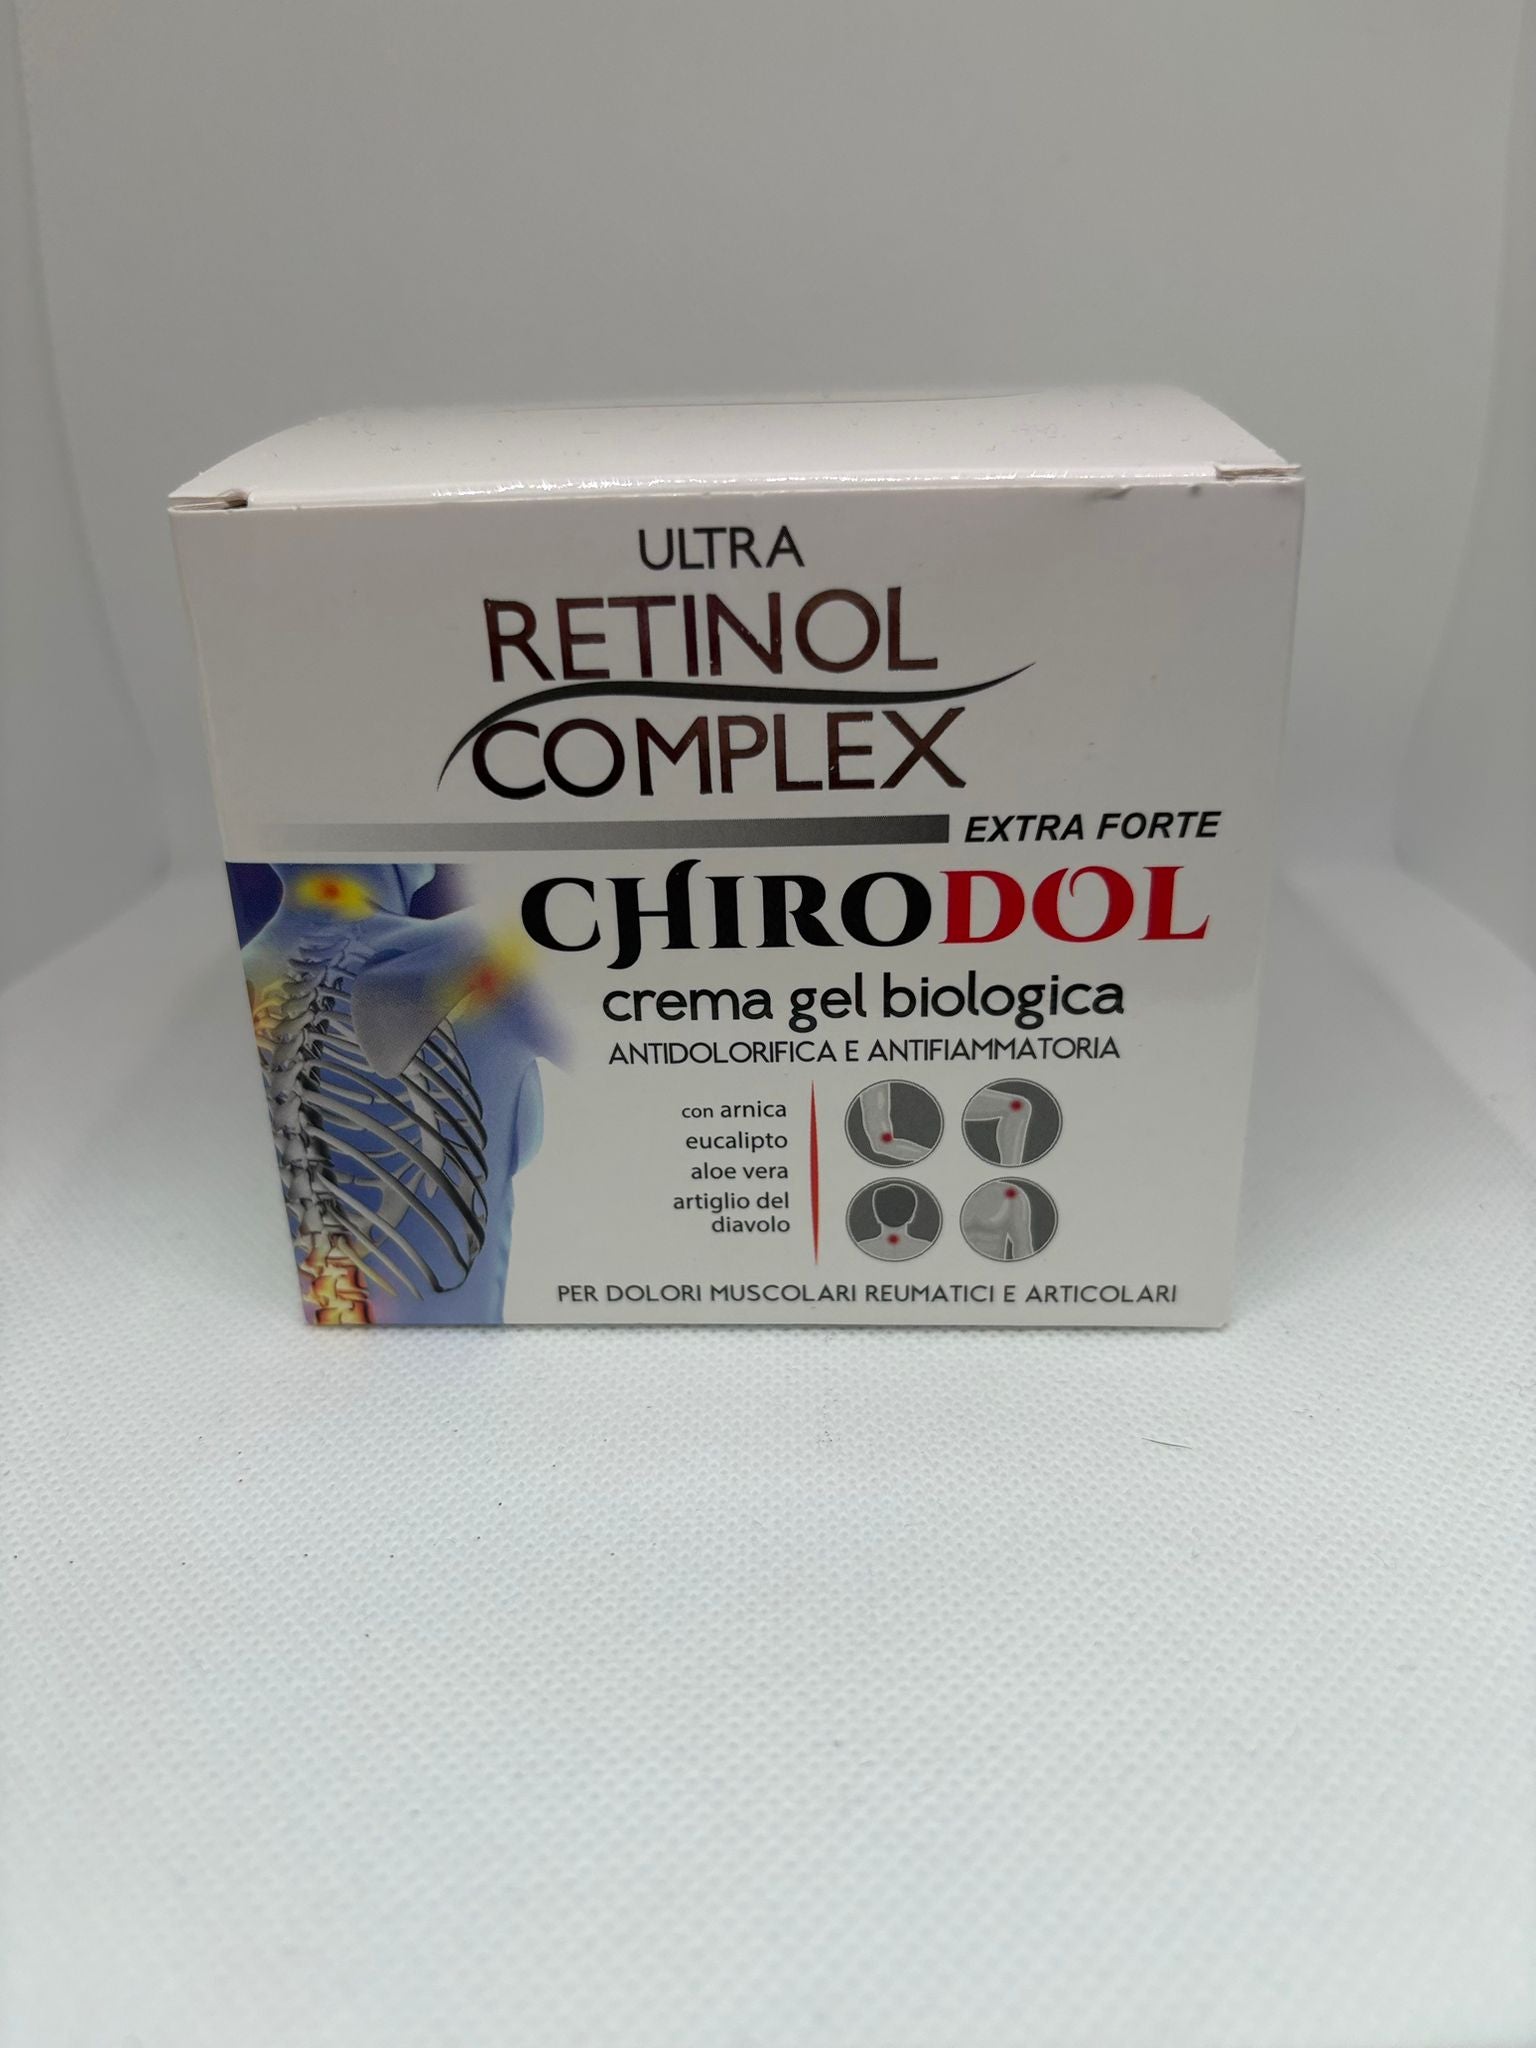 ULTRA
RETINOL
COMPLEX
EXTRA FORTE
CHIRODOL
crema gel biologica
ANTIDOLORIFICA E ANTIFIAMMATORIA
con arnica
eucalipto
aloe vera
artiglio del
diavolo
PER DOLORI MUSCOLARI REUMATICI E ARTICOLARI